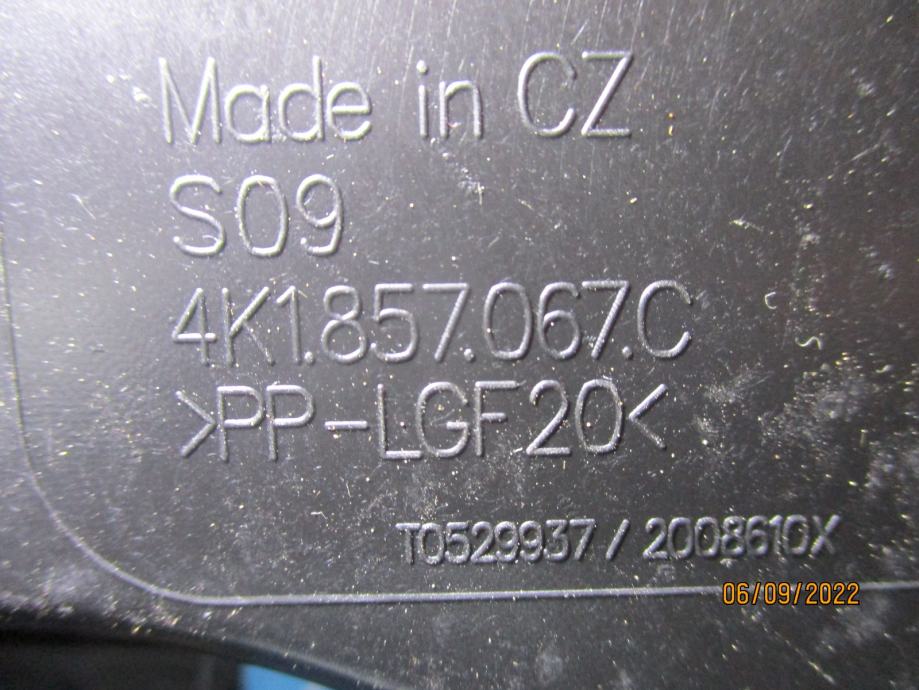 Made in CZ
S09
4K1.857.067.C
>PP-LGF20<
T0529937 / 2008610X
06/09/2022